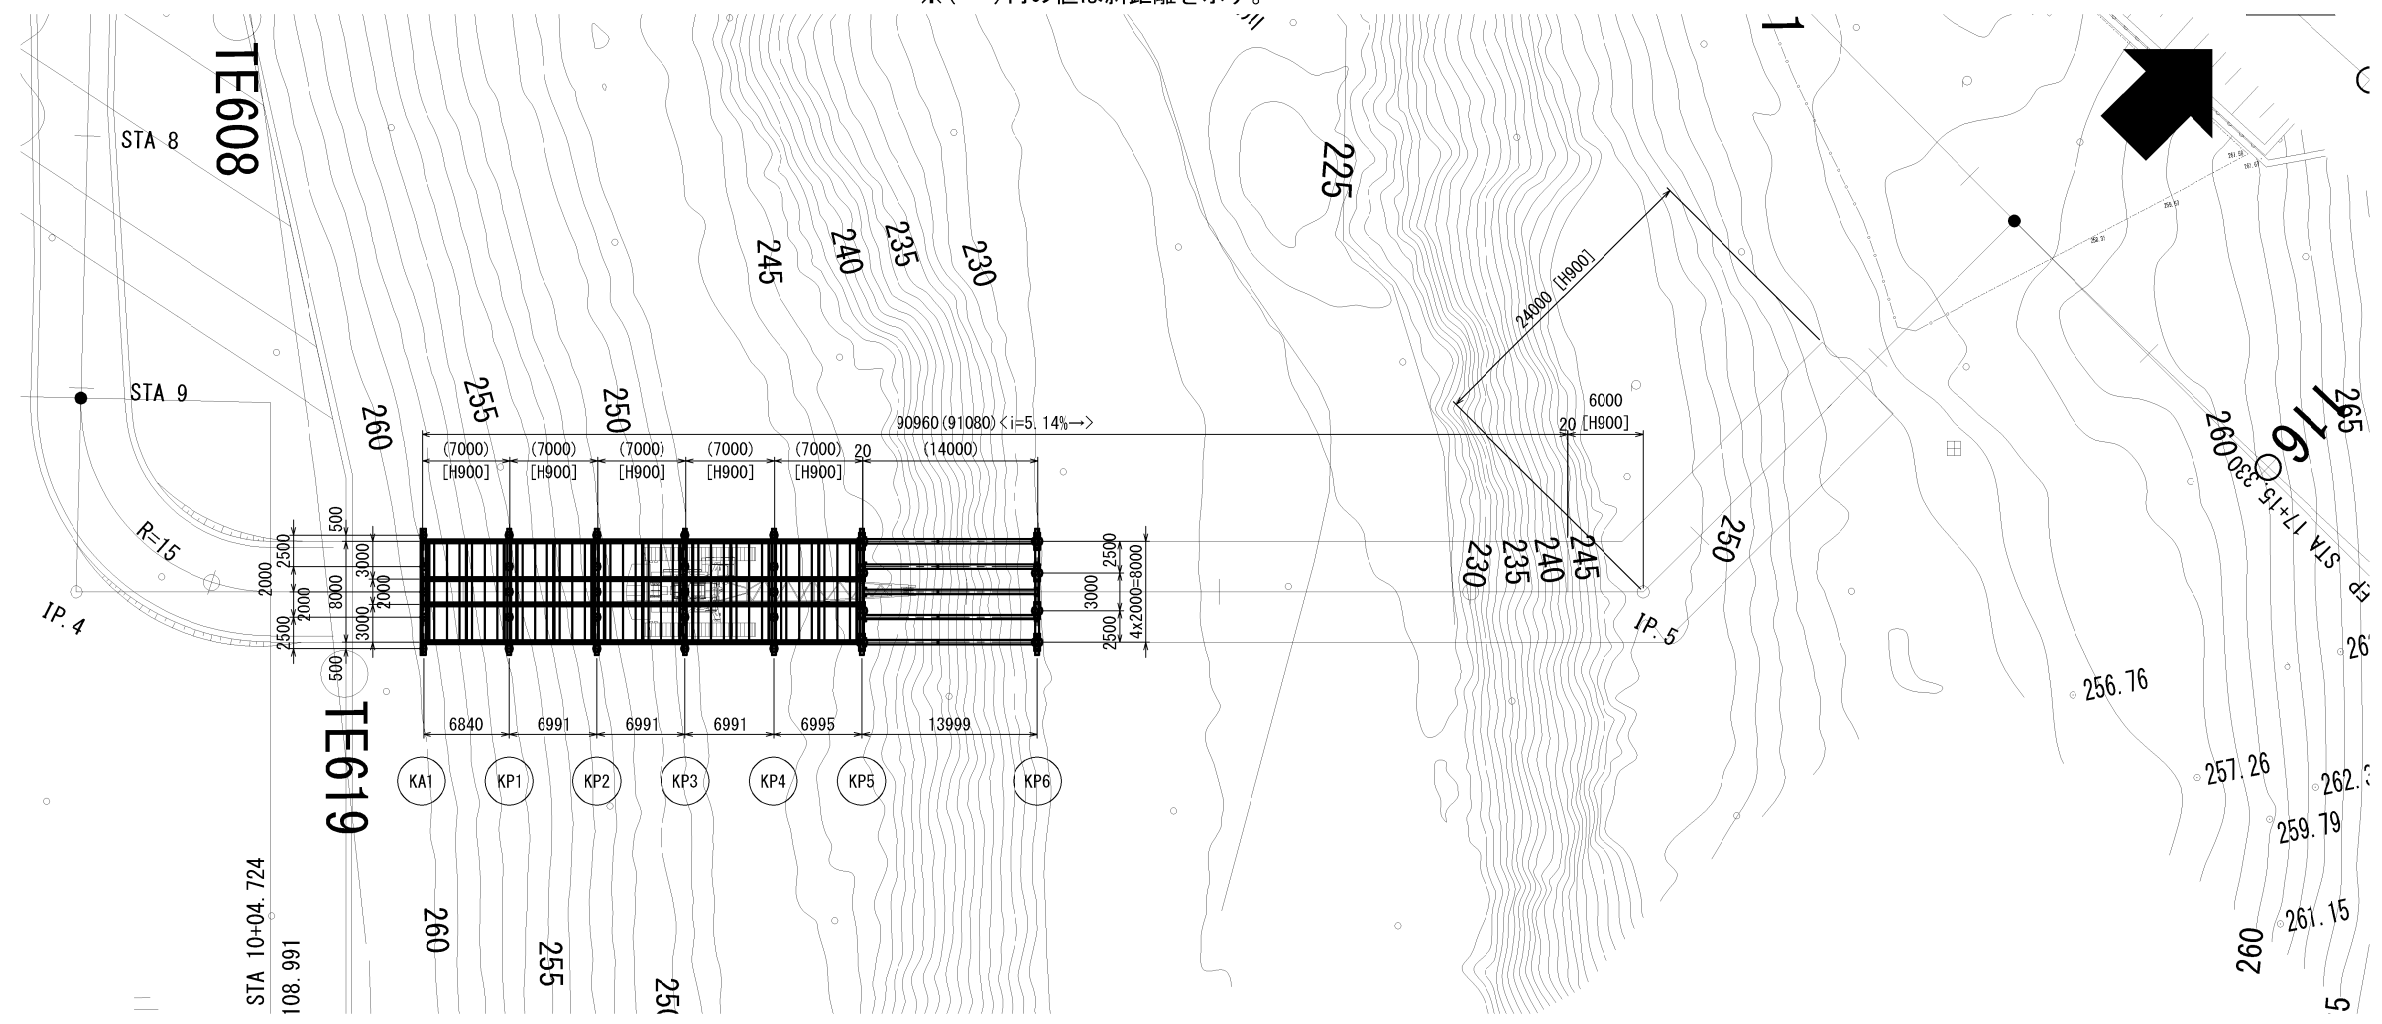 TE608
STA 8
225
245
240
235
230
24000 [H900]
STA 9
260
255
250
90960(91080)<i=5.14%→>
20
6000
[H900]
(7000)
(7000)
(7000)
(7000)
(7000)
20
(14000)
[H900]
[H900]
[H900]
[H900]
[H900]
265
116
260
STA 17+15.330
EP
R=15
IP.4
2500
2000
2000
2500
500
8000
500
3000
2000
3000
2500
3000
2500
4x2000=8000
230
235
240
245
250
IP.5
256.76
257.26
259.79
261.15
260
6840
6991
6991
6991
6995
13999
KA1
KP1
KP2
KP3
KP4
KP5
KP6
TE619
STA 10+04.724
108.991
260
255